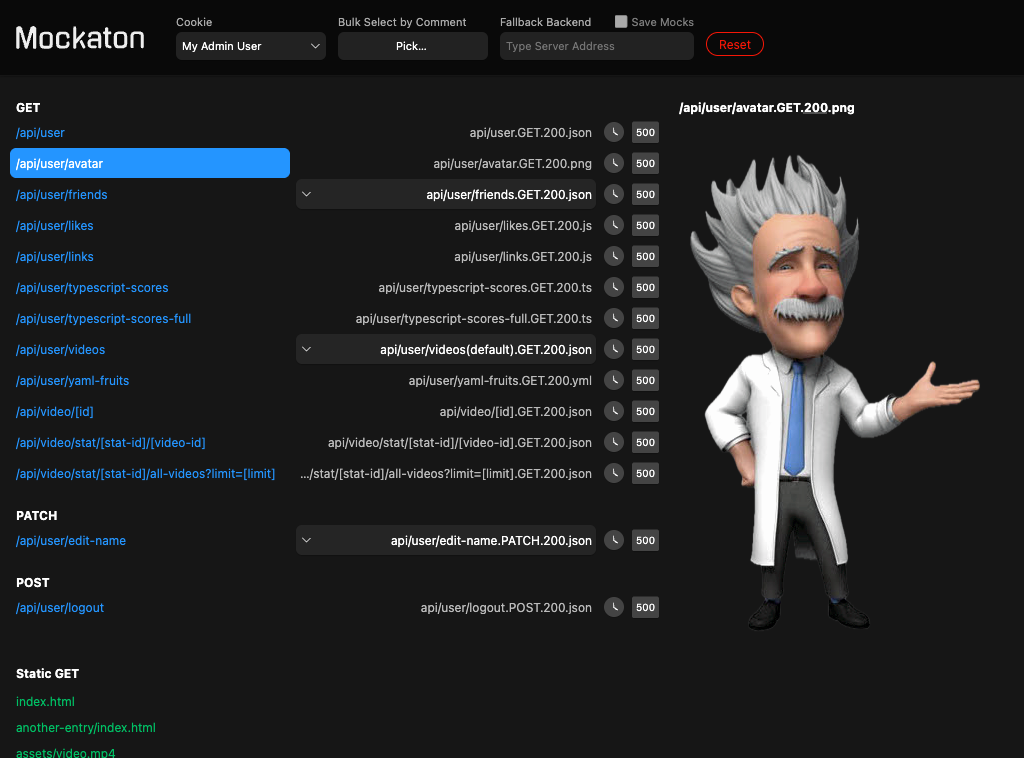 Mockaton
Cookie
My Admin User
Bulk Select by Comment
Pick...
Fallback Backend
Save Mocks
Type Server Address
Reset
GET
/api/user api/user.GET.200.json 500
/api/user/avatar api/user/avatar.GET.200.png 500
/api/user/friends api/user/friends.GET.200.json 500
/api/user/likes api/user/likes.GET.200.js 500
/api/user/links api/user/links.GET.200.js 500
/api/user/typescript-scores api/user/typescript-scores.GET.200.ts 500
/api/user/typescript-scores-full api/user/typescript-scores-full.GET.200.ts 500
/api/user/videos api/user/videos(default).GET.200.json 500
/api/user/yaml-fruits api/user/yaml-fruits.GET.200.yml 500
/api/video/[id] api/video/[id].GET.200.json 500
/api/video/stat/[stat-id]/[video-id] api/video/stat/[stat-id]/[video-id].GET.200.json 500
/api/video/stat/[stat-id]/all-videos?limit=[limit] .../stat/[stat-id]/all-videos?limit=[limit].GET.200.json 500
PATCH
/api/user/edit-name api/user/edit-name.PATCH.200.json 500
POST
/api/user/logout api/user/logout.POST.200.json 500
Static GET
index.html
another-entry/index.html
assets/video.mp4
/api/user/avatar.GET.200.png